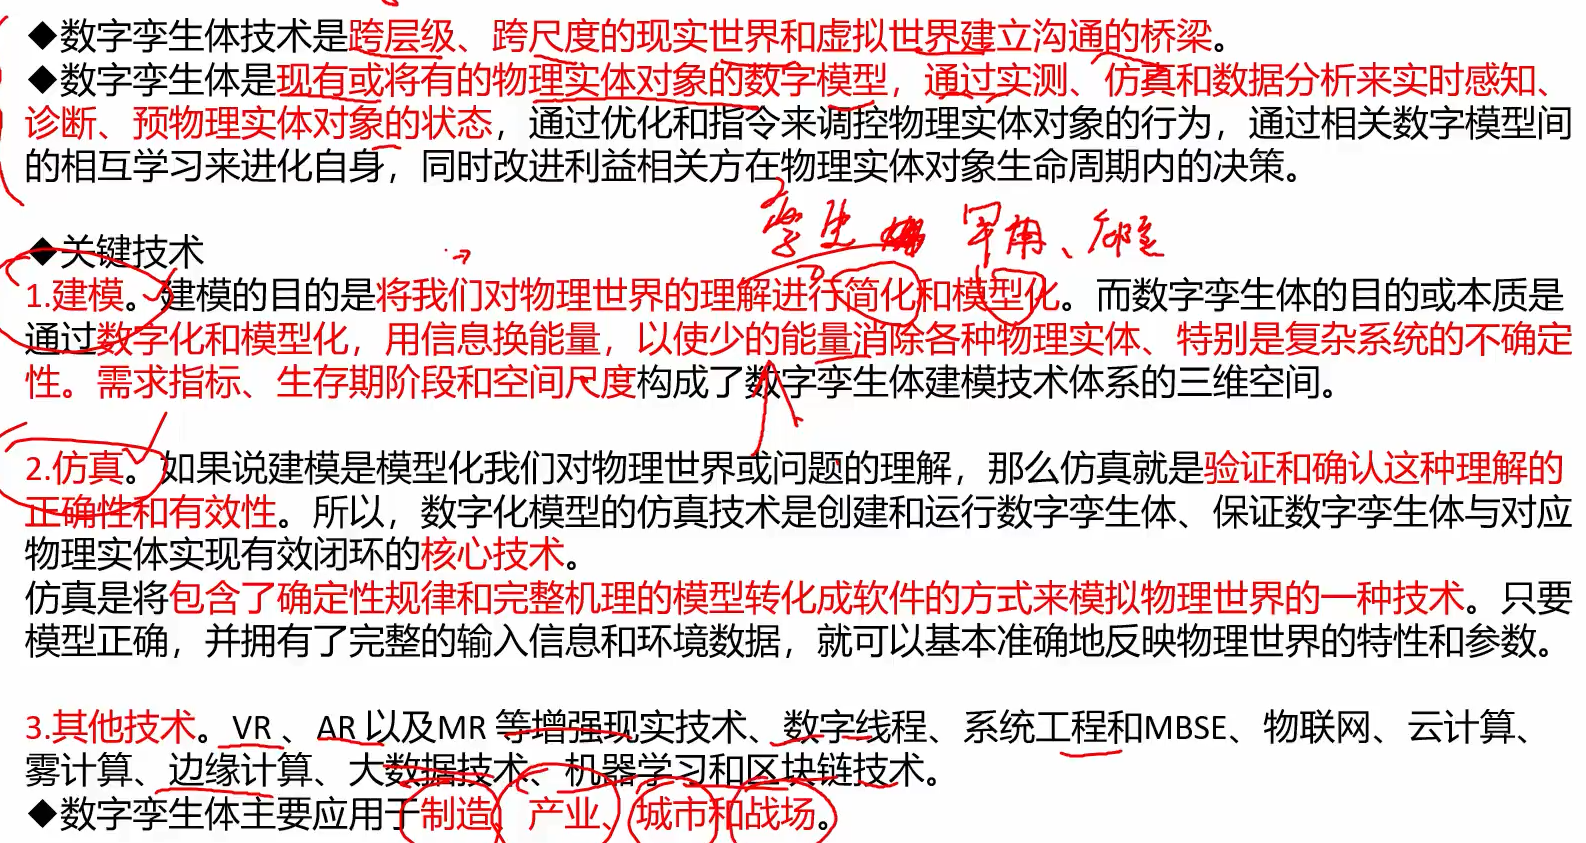 ◆数字孪生体技术是跨层级、跨尺度的现实世界和虚拟世界建立沟通的桥梁。
◆数字孪生体是现有或将有的物理实体对象的数字模型，通过实测、仿真和数据分析来实时感知、
诊断、预物理实体对象的状态，通过优化和指令来调控物理实体对象的行为，通过相关数字模型间
的相互学习来进化自身，同时改进利益相关方在物理实体对象生命周期内的决策。
孪生
◆关键技术
1.建模。建模的目的是将我们对物理世界的理解进行简化和模型化。而数字孪生体的目的或本质是
通过数字化和模型化，用信息换能量，以使少的能量消除各种物理实体、特别是复杂系统的不确定
性。需求指标、生存期阶段和空间尺度构成了数字孪生体建模技术体系的三维空间。
2.仿真。如果说建模是模型化我们对物理世界或问题的理解，那么仿真就是验证和确认这种理解的
正确性和有效性。所以，数字化模型的仿真技术是创建和运行数字孪生体、保证数字孪生体与对应
物理实体实现有效闭环的核心技术。
仿真是将包含了确定性规律和完整机理的模型转化成软件的方式来模拟物理世界的一种技术。只要
模型正确，并拥有了完整的输入信息和环境数据，就可以基本准确地反映物理世界的特性和参数。
3.其他技术。VR 、AR 以及MR 等增强现实技术、数字线程、系统工程和MBSE、物联网、云计算、
雾计算、边缘计算、大数据技术、机器学习和区块链技术。
◆数字孪生体主要应用于制造、产业、城市和战场。